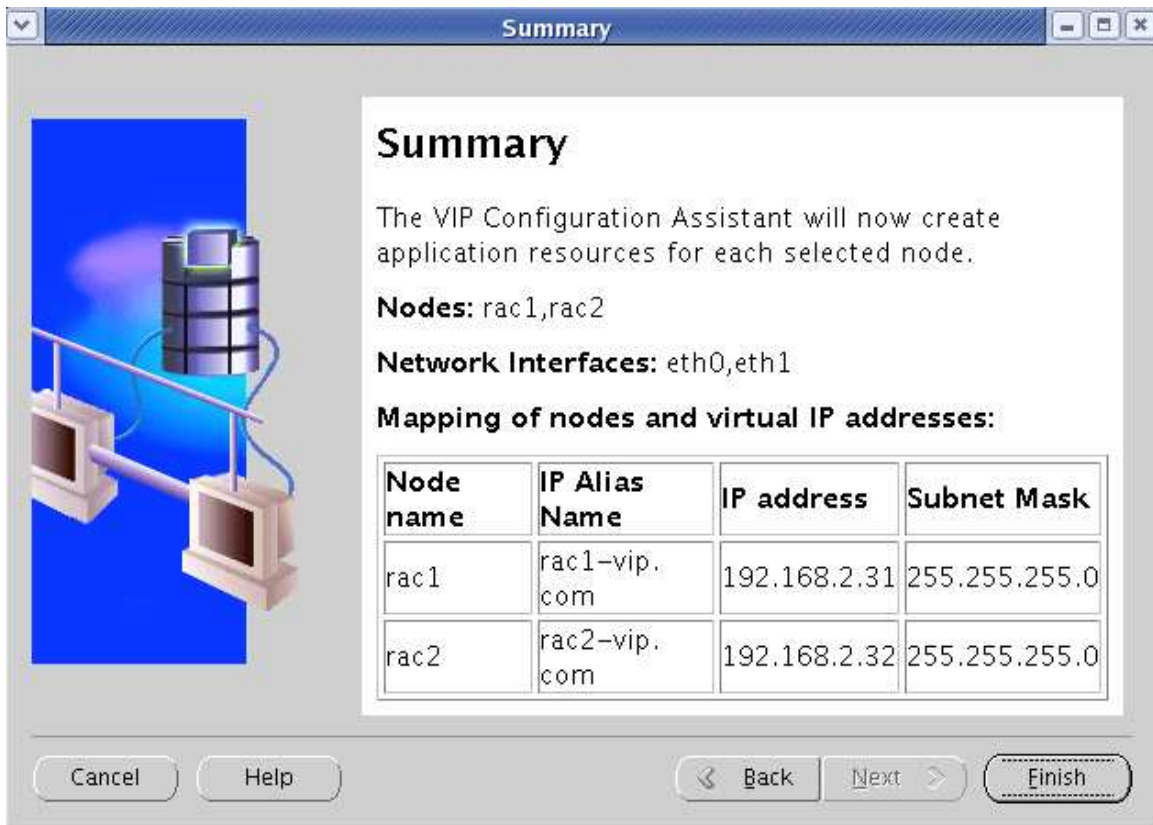 Summary
Summary
The VIP Configuration Assistant will now create
application resources for each selected node.
Nodes: rac1,rac2
Network Interfaces: eth0,eth1
Mapping of nodes and virtual IP addresses:
Node name IP Alias Name IP address Subnet Mask
rac1 rac1-vip.com 192.168.2.31 255.255.255.0
rac2 rac2-vip.com 192.168.2.32 255.255.255.0
Cancel Help Back Next Finish